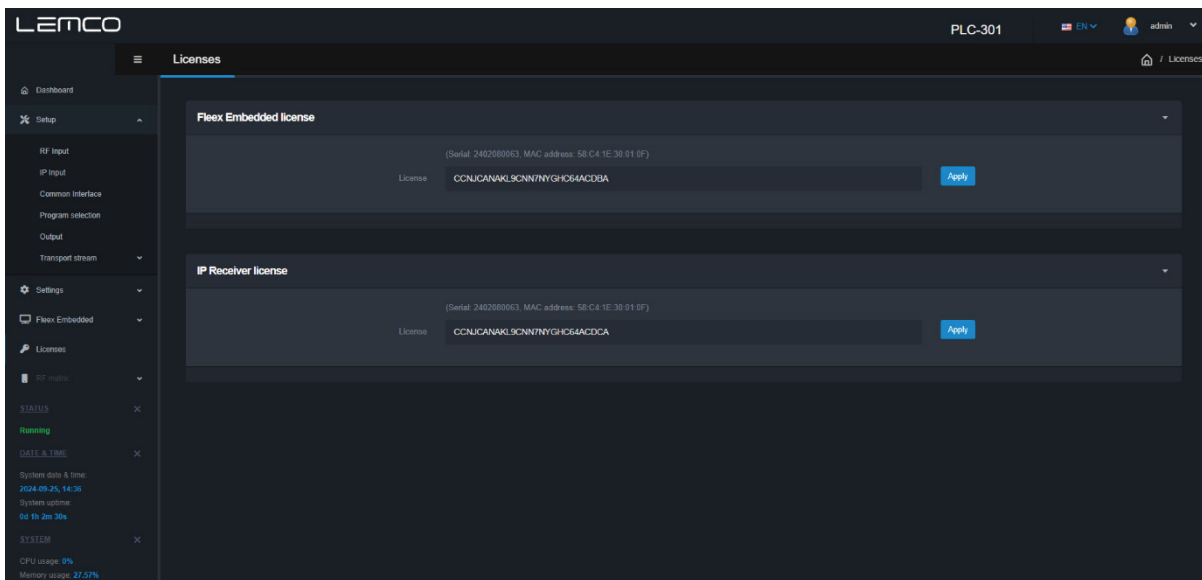 LEMCO
PLC-301
EN
admin
Licenses
/ Licenses
Dashboard
Setup
RF Input
IP Input
Common Interface
Program selection
Output
Transport stream
Settings
Fleex Embedded
Licenses
RF matrix
STATUS
Running
DATE & TIME
System date & time:
2024-09-25, 14:36
System uptime:
0d 1h 2m 30s
SYSTEM
CPU usage: 0%
Memory usage: 27.57%
Fleex Embedded license
(Serial: 2402080063, MAC address: 58:C4:1E:30:01:0F)
License CCNJCANAKL9CNN7NYGHC64ACDBA Apply
IP Receiver license
(Serial: 2402080063, MAC address: 58:C4:1E:30:01:0F)
License CCNJCANAKL9CNN7NYGHC64ACDCA Apply